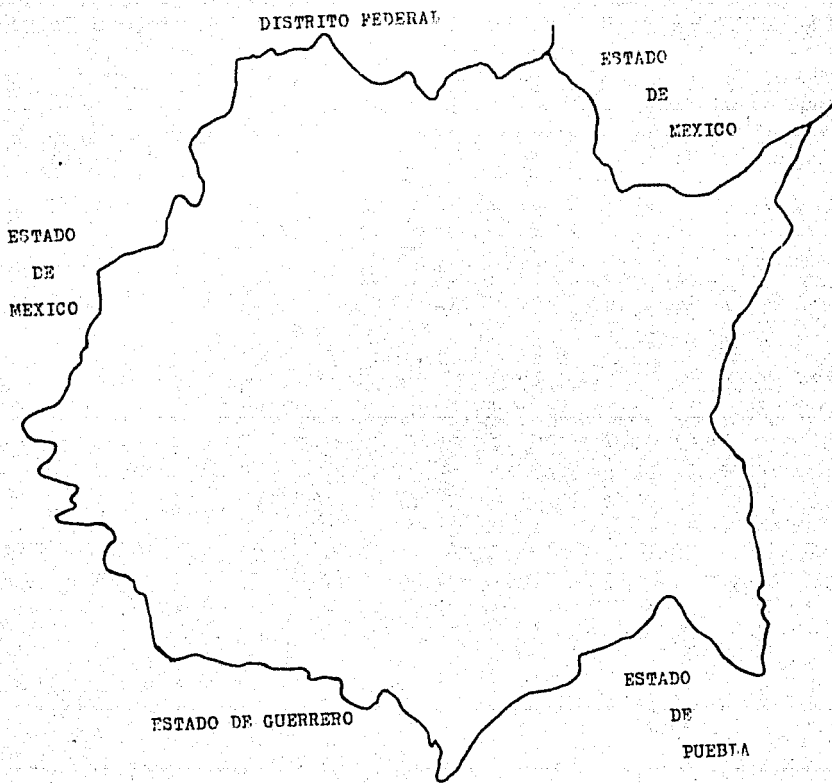 DISTRITO FEDERAL
ESTADO
DE
MEXICO
ESTADO
DE
MEXICO
ESTADO DE GUERRERO
ESTADO
DE
PUEBLA